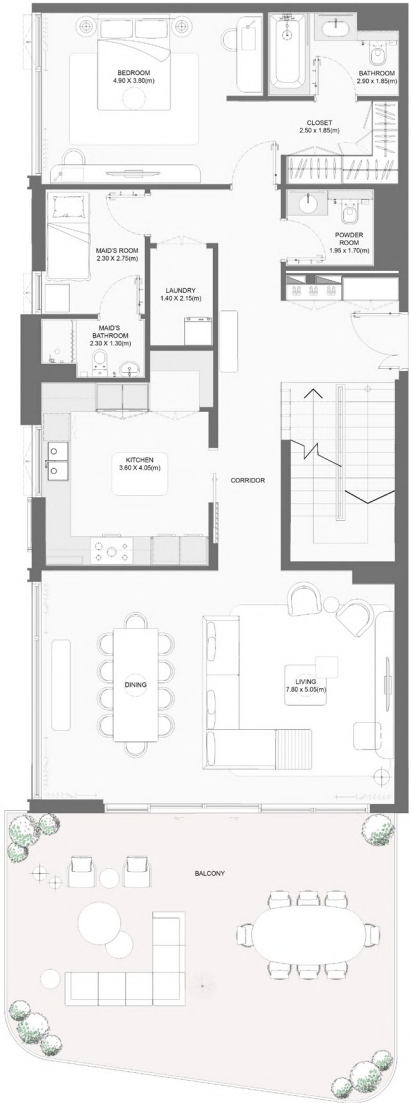 BEDROOM
4.90 X 3.80(m)
BATHROOM
2.90 x 1.85(m)
CLOSET
2.50 x 1.85(m)
POWDER
ROOM
1.95 x 1.70(m)
MAID'S ROOM
2.30 X 2.75(m)
LAUNDRY
1.40 X 2.15(m)
MAID'S
BATHROOM
2.30 X 1.30(m)
KITCHEN
3.60 X 4.05(m)
CORRIDOR
DINING
LIVING
7.80 x 5.05(m)
BALCONY